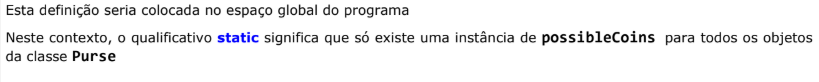 Esta definição seria colocada no espaço global do programa
Neste contexto, o qualificativo static significa que só existe uma instância de possibleCoins para todos os objetos
da classe Purse